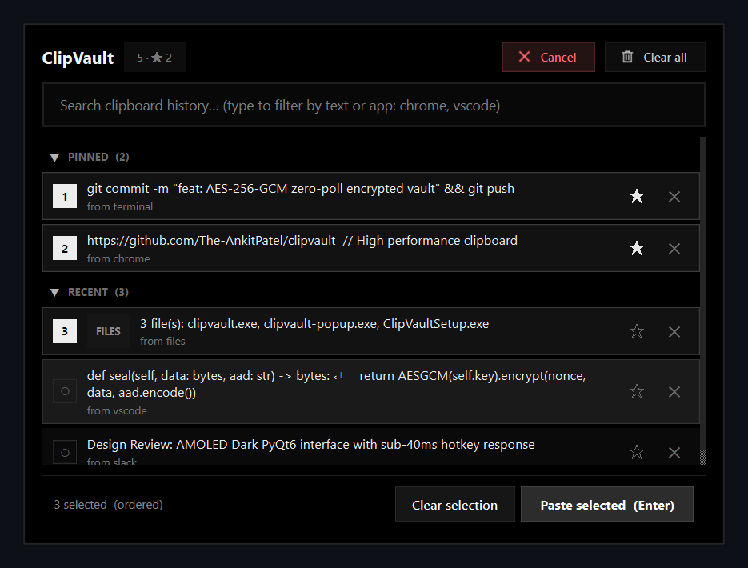 ClipVault 5 · ★ 2 Cancel Clear all
Search clipboard history... (type to filter by text or app: chrome, vscode)
▼ PINNED (2)
1 git commit -m "feat: AES-256-GCM zero-poll encrypted vault" && git push
from terminal
2 https://github.com/The-AnkitPatel/clipvault // High performance clipboard
from chrome
▼ RECENT (3)
3 FILES 3 file(s): clipvault.exe, clipvault-popup.exe, ClipVaultSetup.exe
from files
def seal(self, data: bytes, aad: str) -> bytes: ⏎ return AESGCM(self.key).encrypt(nonce,
data, aad.encode())
from vscode
Design Review: AMOLED Dark PyQt6 interface with sub-40ms hotkey response
from slack
3 selected (ordered) Clear selection Paste selected (Enter)